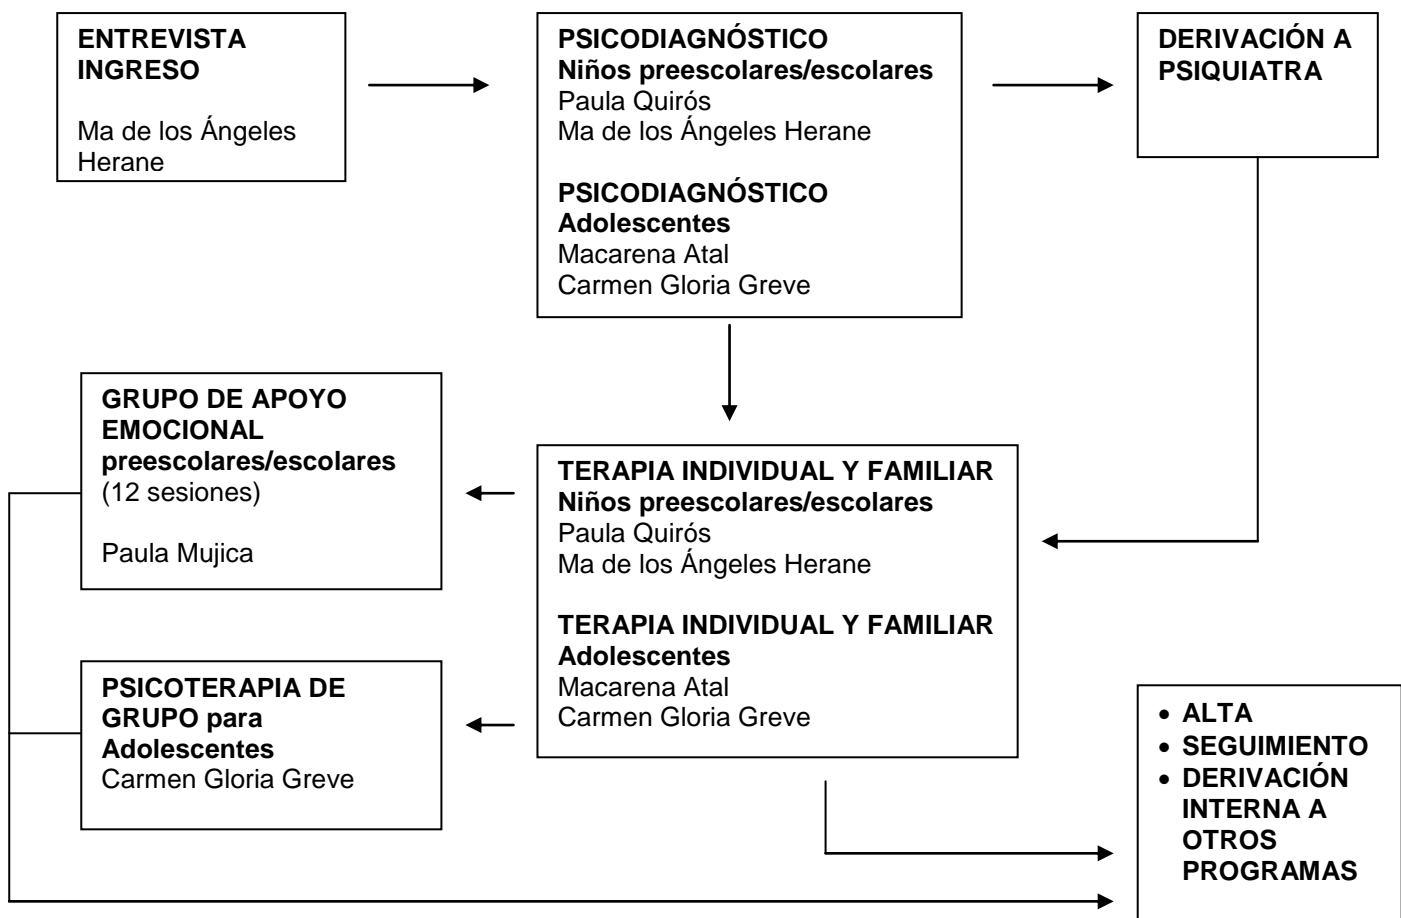 ENTREVISTA
INGRESO
Ma de los Ángeles
Herane
PSICODIAGNÓSTICO
Niños preescolares/escolares
Paula Quirós
Ma de los Ángeles Herane
PSICODIAGNÓSTICO
Adolescentes
Macarena Atal
Carmen Gloria Greve
DERIVACIÓN A
PSIQUIATRA
GRUPO DE APOYO
EMOCIONAL
preescolares/escolares
(12 sesiones)
Paula Mujica
TERAPIA INDIVIDUAL Y FAMILIAR
Niños preescolares/escolares
Paula Quirós
Ma de los Ángeles Herane
TERAPIA INDIVIDUAL Y FAMILIAR
Adolescentes
Macarena Atal
Carmen Gloria Greve
PSICOTERAPIA DE
GRUPO para
Adolescentes
Carmen Gloria Greve
• ALTA
• SEGUIMIENTO
• DERIVACIÓN
INTERNA A
OTROS
PROGRAMAS